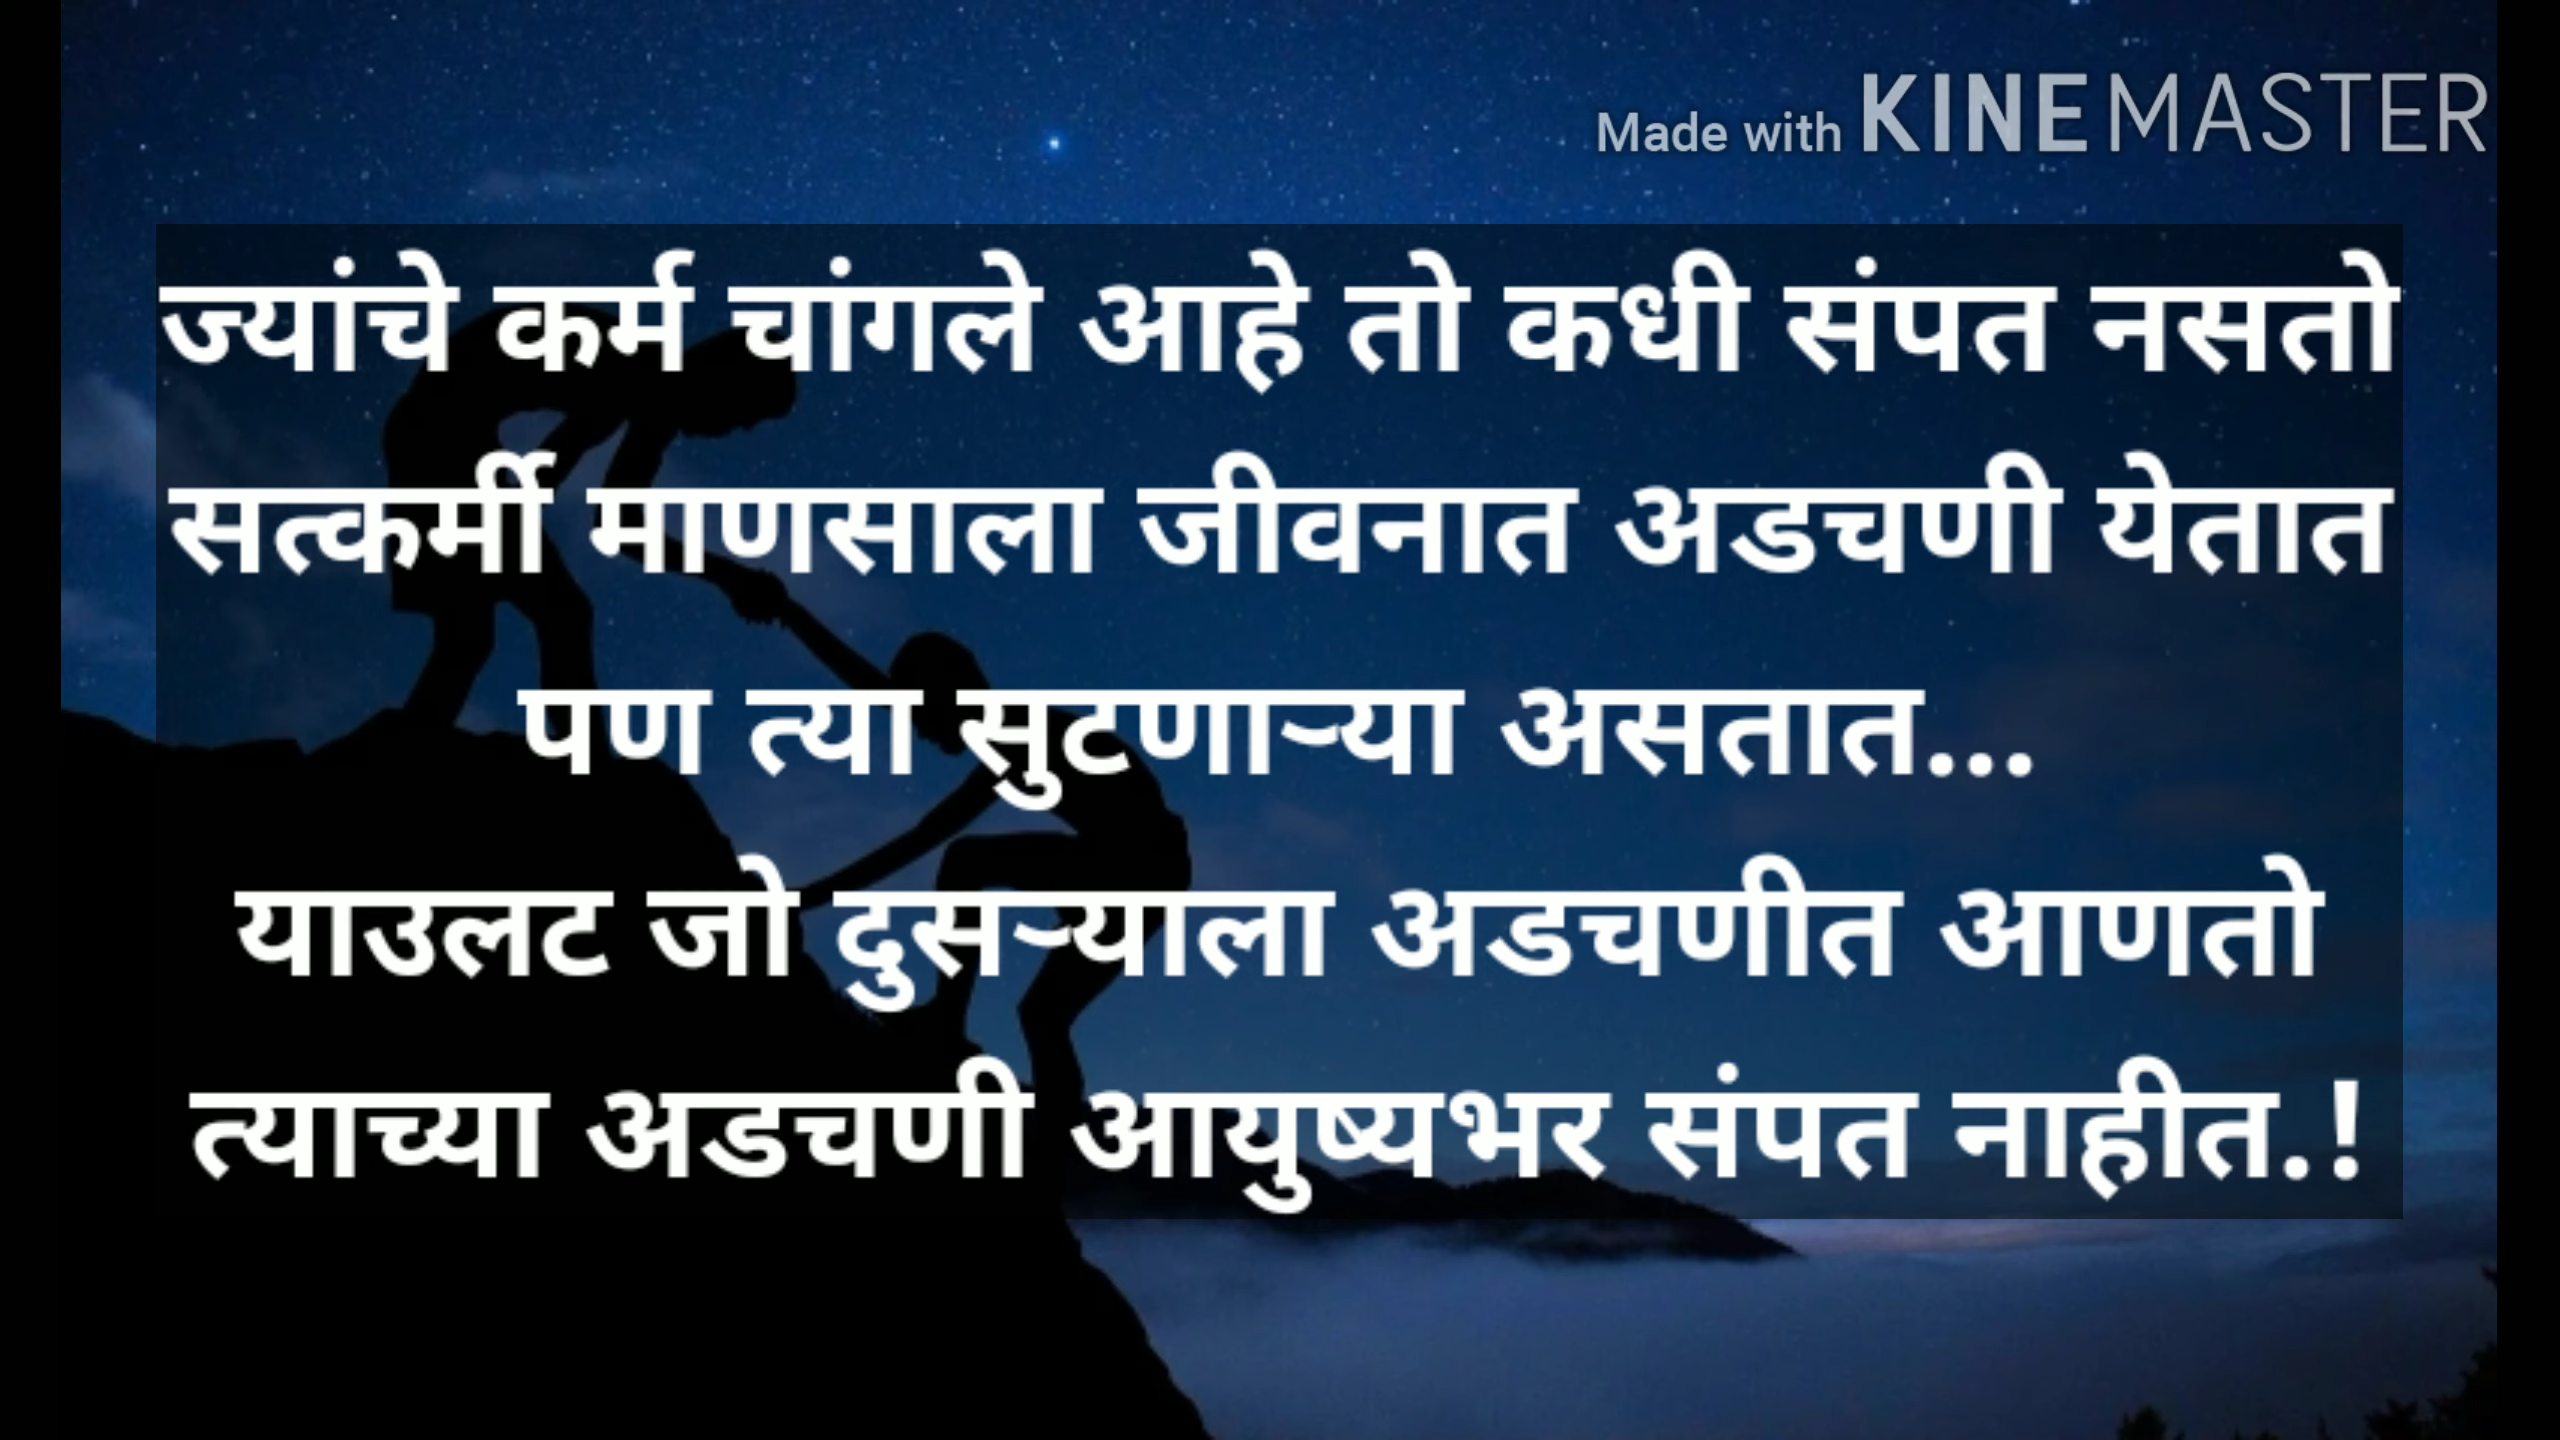 Made with KINEMASTER
ज्यांचे कर्म चांगले आहे तो कधी संपत नसतो
सत्कर्मी माणसाला जीवनात अडचणी येतात
पण त्या सुटणाऱ्या असतात...
याउलट जो दुसऱ्याला अडचणीत आणतो
त्याच्या अडचणी आयुष्यभर संपत नाहीत.!